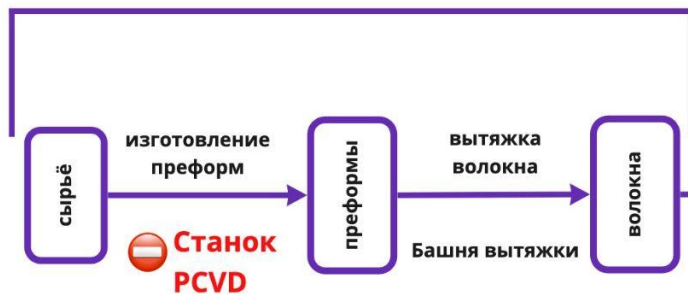 сырьё
изготовление
преформ
Станок
PCVD
преформы
вытяжка
волокна
Башня вытяжки
волокна